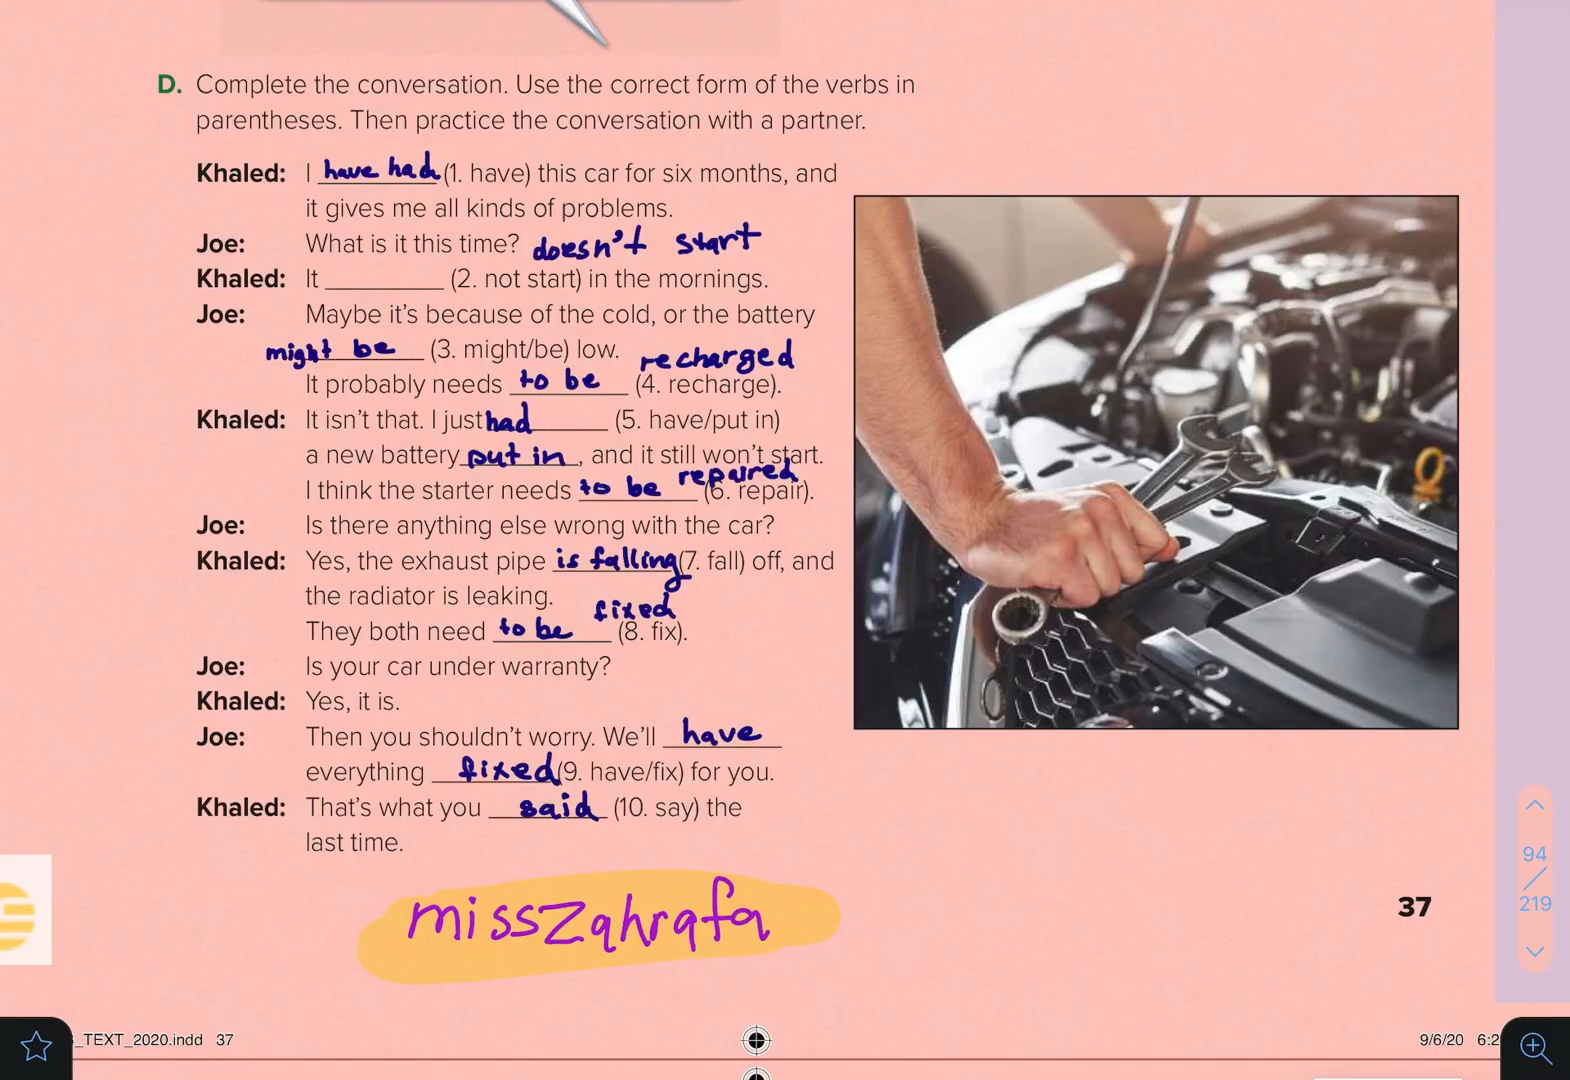 D. Complete the conversation. Use the correct form of the verbs in
parentheses. Then practice the conversation with a partner.
Khaled: I have had (1. have) this car for six months, and
it gives me all kinds of problems.
Joe: What is it this time? doesn't start
Khaled: It __________ (2. not start) in the mornings.
Joe: Maybe it's because of the cold, or the battery
might be (3. might/be) low. recharged
It probably needs to be (4. recharge).
Khaled: It isn't that. I just had (5. have/put in)
a new battery put in, and it still won't start.
repaired
I think the starter needs to be (6. repair).
Joe: Is there anything else wrong with the car?
Khaled: Yes, the exhaust pipe is falling (7. fall) off, and
the radiator is leaking.
fixed
They both need to be (8. fix).
Joe: Is your car under warranty?
Khaled: Yes, it is.
Joe: Then you shouldn't worry. We'll have
everything fixed (9. have/fix) for you.
Khaled: That's what you said (10. say) the
last time.
misszahrafa
37
94
/
219
_TEXT_2020.indd 37
9/6/20 6:2